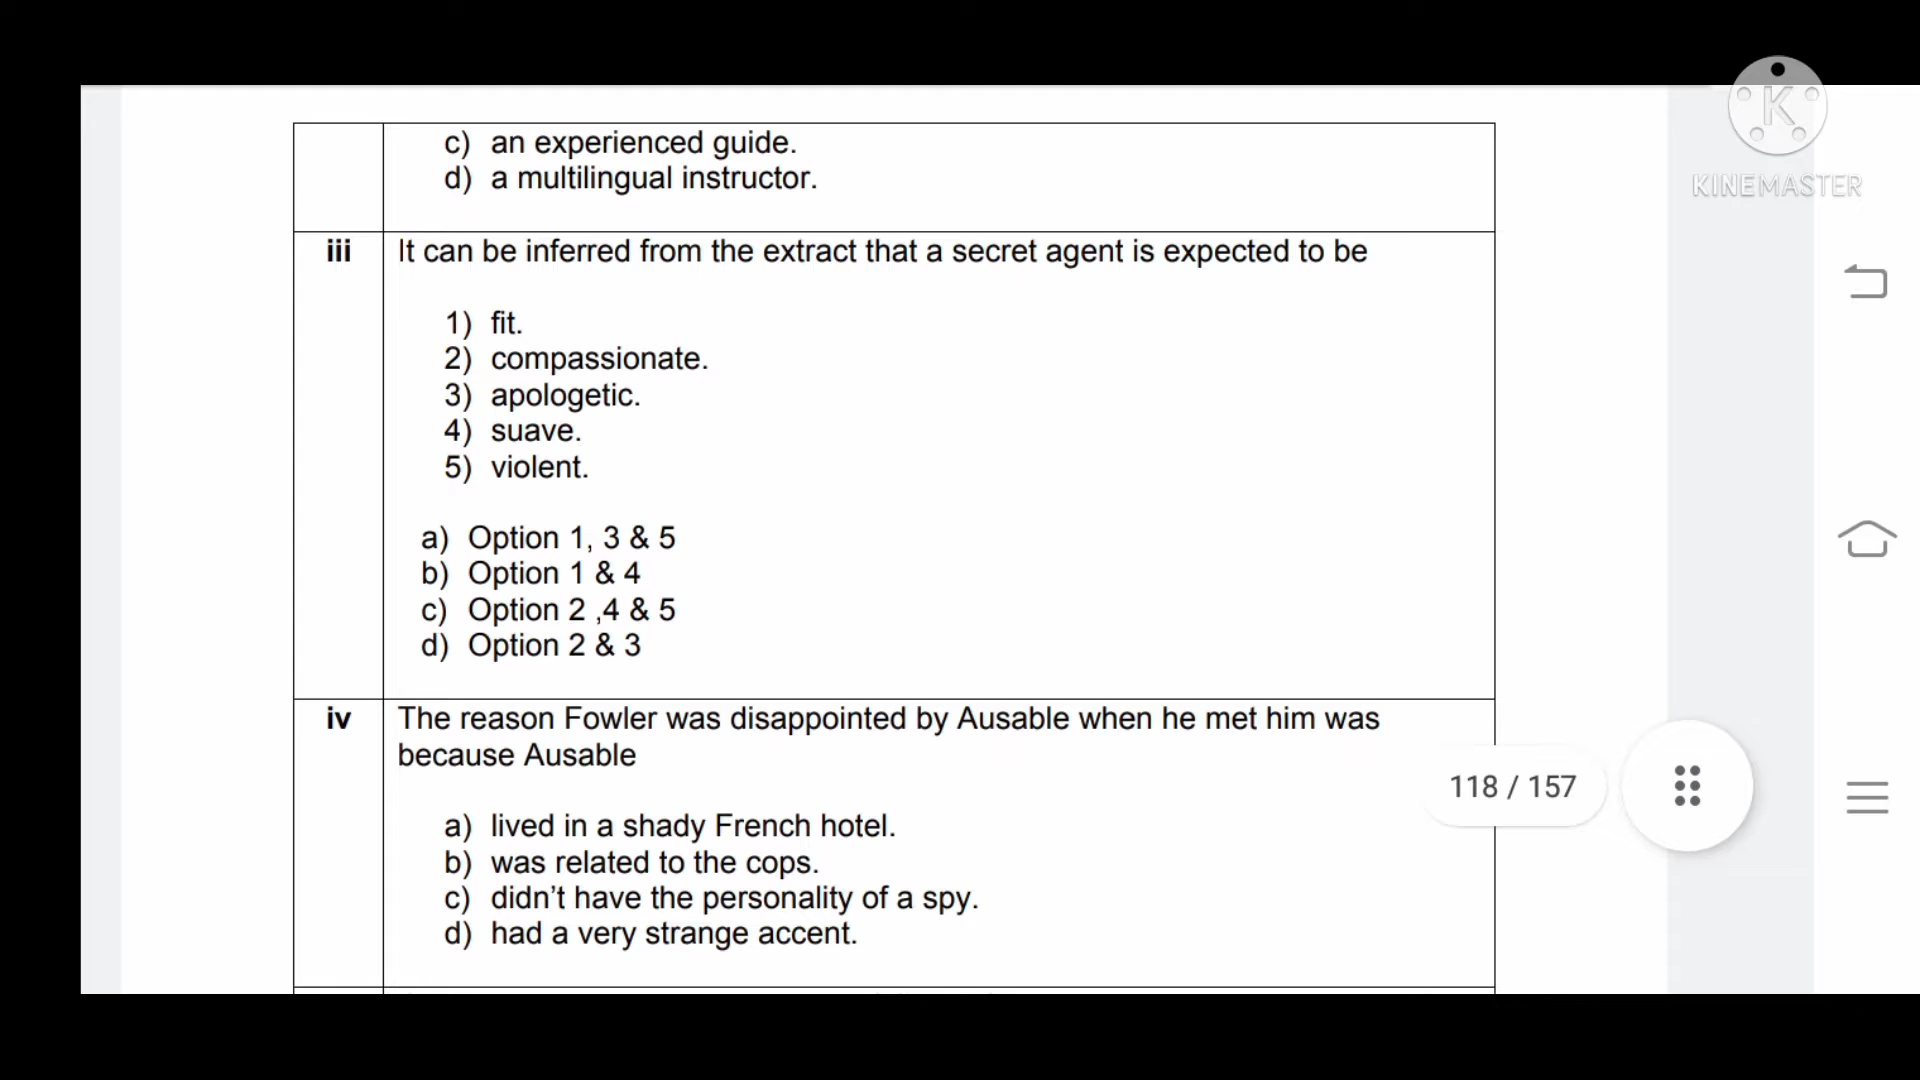 KINEMASTER
c) an experienced guide.
d) a multilingual instructor.
iii It can be inferred from the extract that a secret agent is expected to be
1) fit.
2) compassionate.
3) apologetic.
4) suave.
5) violent.
a) Option 1, 3 & 5
b) Option 1 & 4
c) Option 2 ,4 & 5
d) Option 2 & 3
iv The reason Fowler was disappointed by Ausable when he met him was
because Ausable
118 / 157
a) lived in a shady French hotel.
b) was related to the cops.
c) didn’t have the personality of a spy.
d) had a very strange accent.